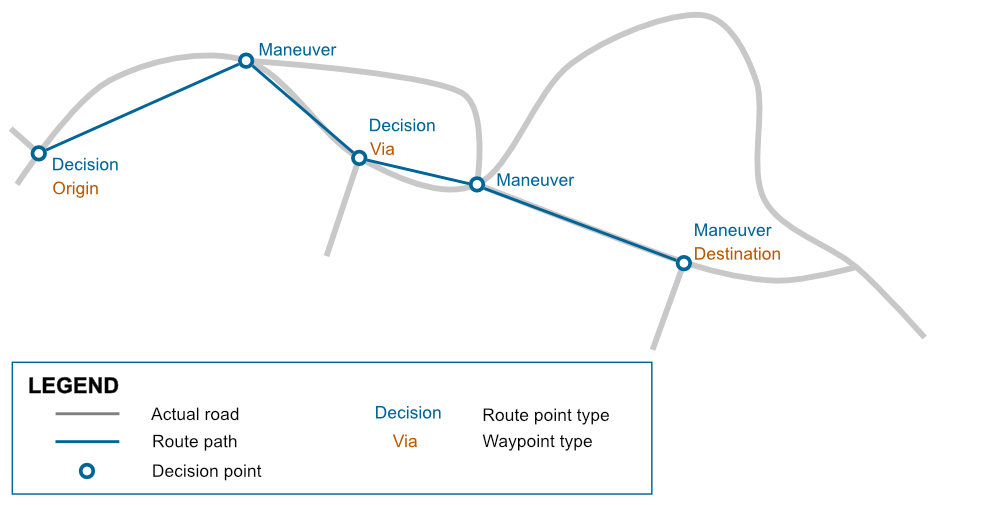 Maneuver
Decision
Via
Decision
Origin
Maneuver
Maneuver
Destination
LEGEND
Actual road
Route path
Decision point
Decision
Route point type
Via
Waypoint type